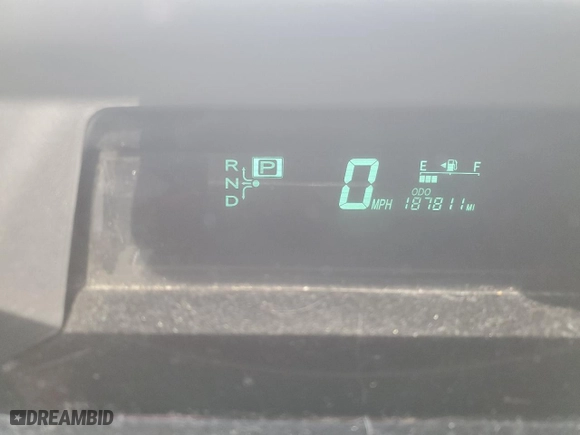 R P
N
D
0 MPH
E F
ODO
187811 MI
DREAMBID